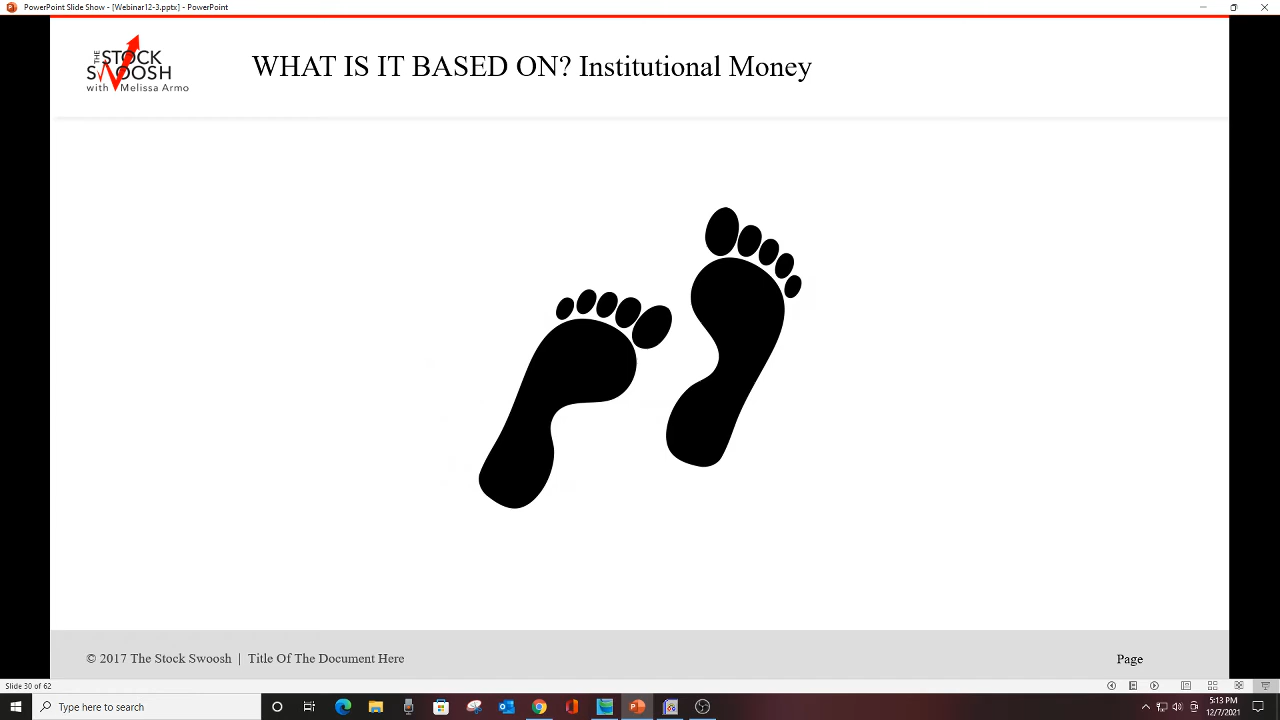 PowerPoint Slide Show - [Webinar12-3.pptx] - PowerPoint
THE STOCK
SWOOSH
with Melissa Armo
WHAT IS IT BASED ON? Institutional Money
© 2017 The Stock Swoosh | Title Of The Document Here
Page
Slide 30 of 62
Type here to search
5:13 PM
12/7/2021